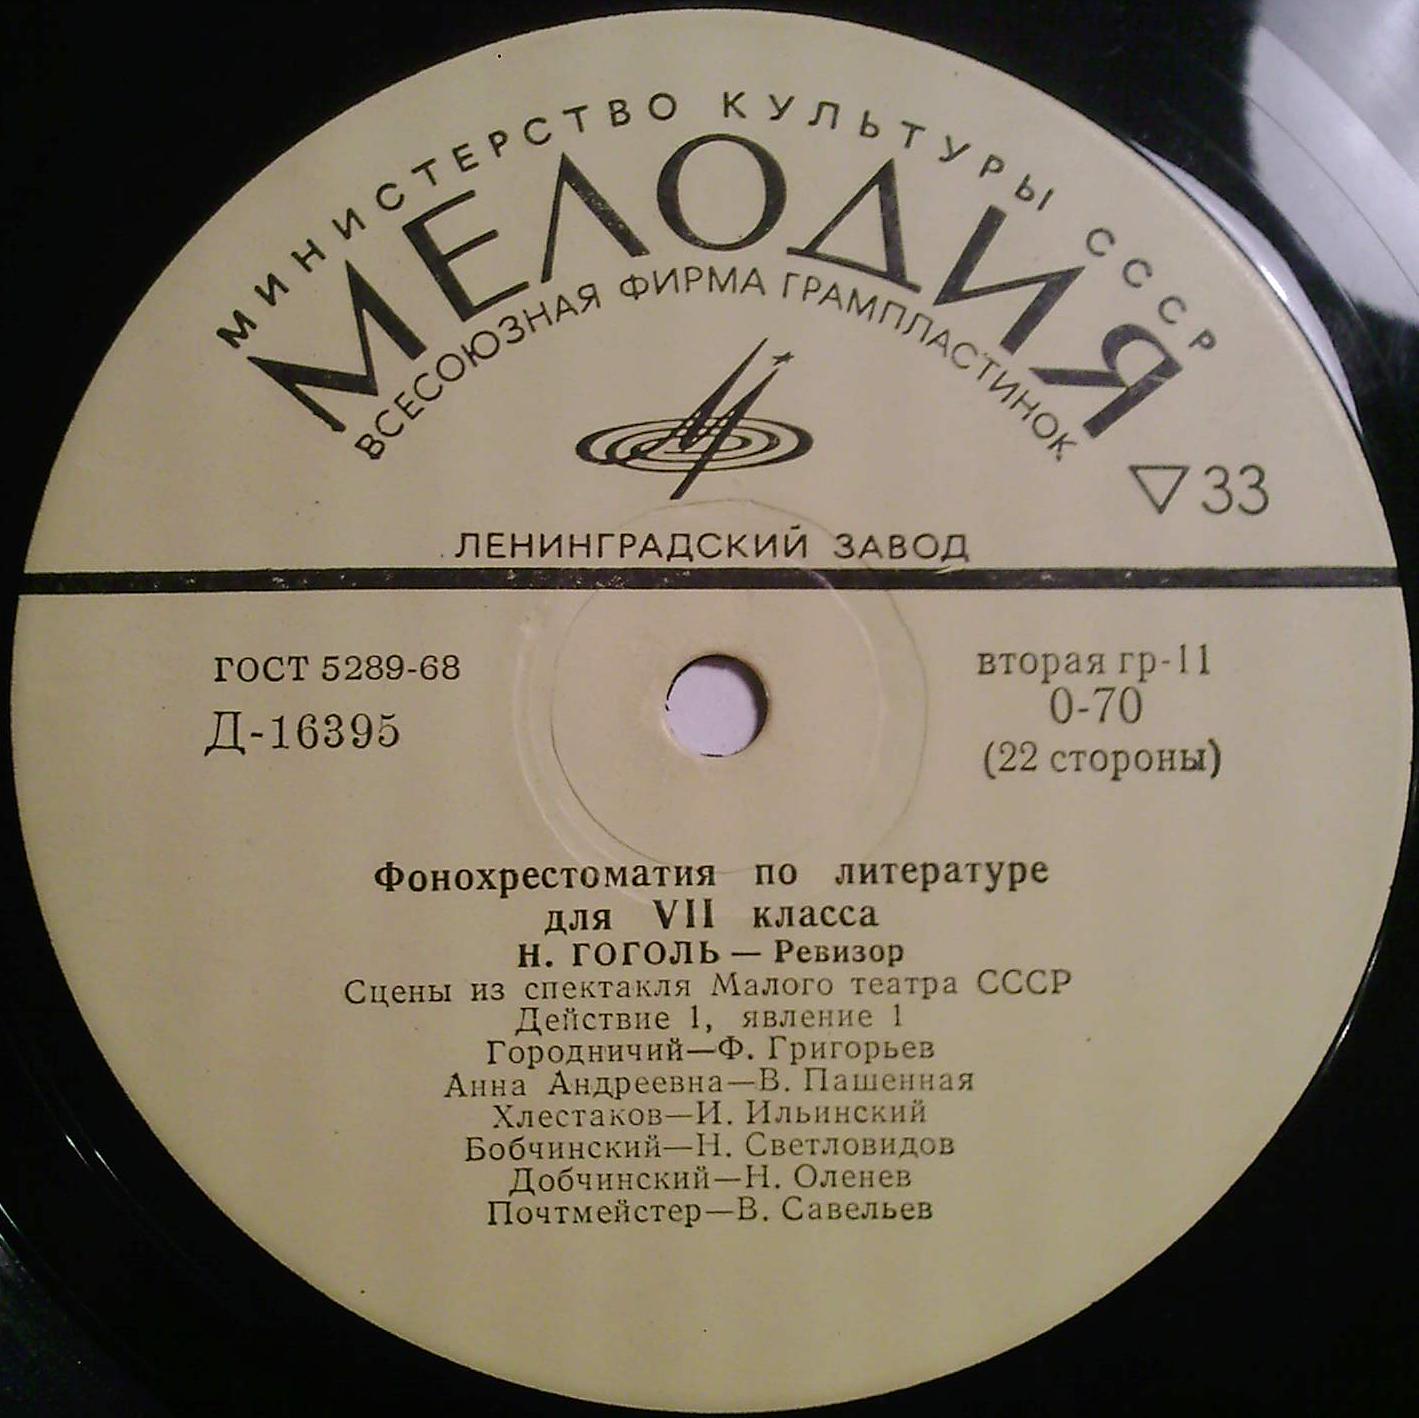 МИНИСТЕРСТВО КУЛЬТУРЫ СССР
МЕЛОДИЯ
ВСЕСОЮЗНАЯ ФИРМА ГРАМПЛАСТИНОК
▽33
ЛЕНИНГРАДСКИЙ ЗАВОД
ГОСТ 5289-68
Д-16395
вторая гр-11
0-70
(22 стороны)
Фонохрестоматия по литературе
для VII класса
Н. ГОГОЛЬ — Ревизор
Сцены из спектакля Малого театра СССР
Действие 1, явление 1
Городничий—Ф. Григорьев
Анна Андреевна—В. Пашенная
Хлестаков—И. Ильинский
Бобчинский—Н. Светловидов
Добчинский—Н. Оленев
Почтмейстер—В. Савельев